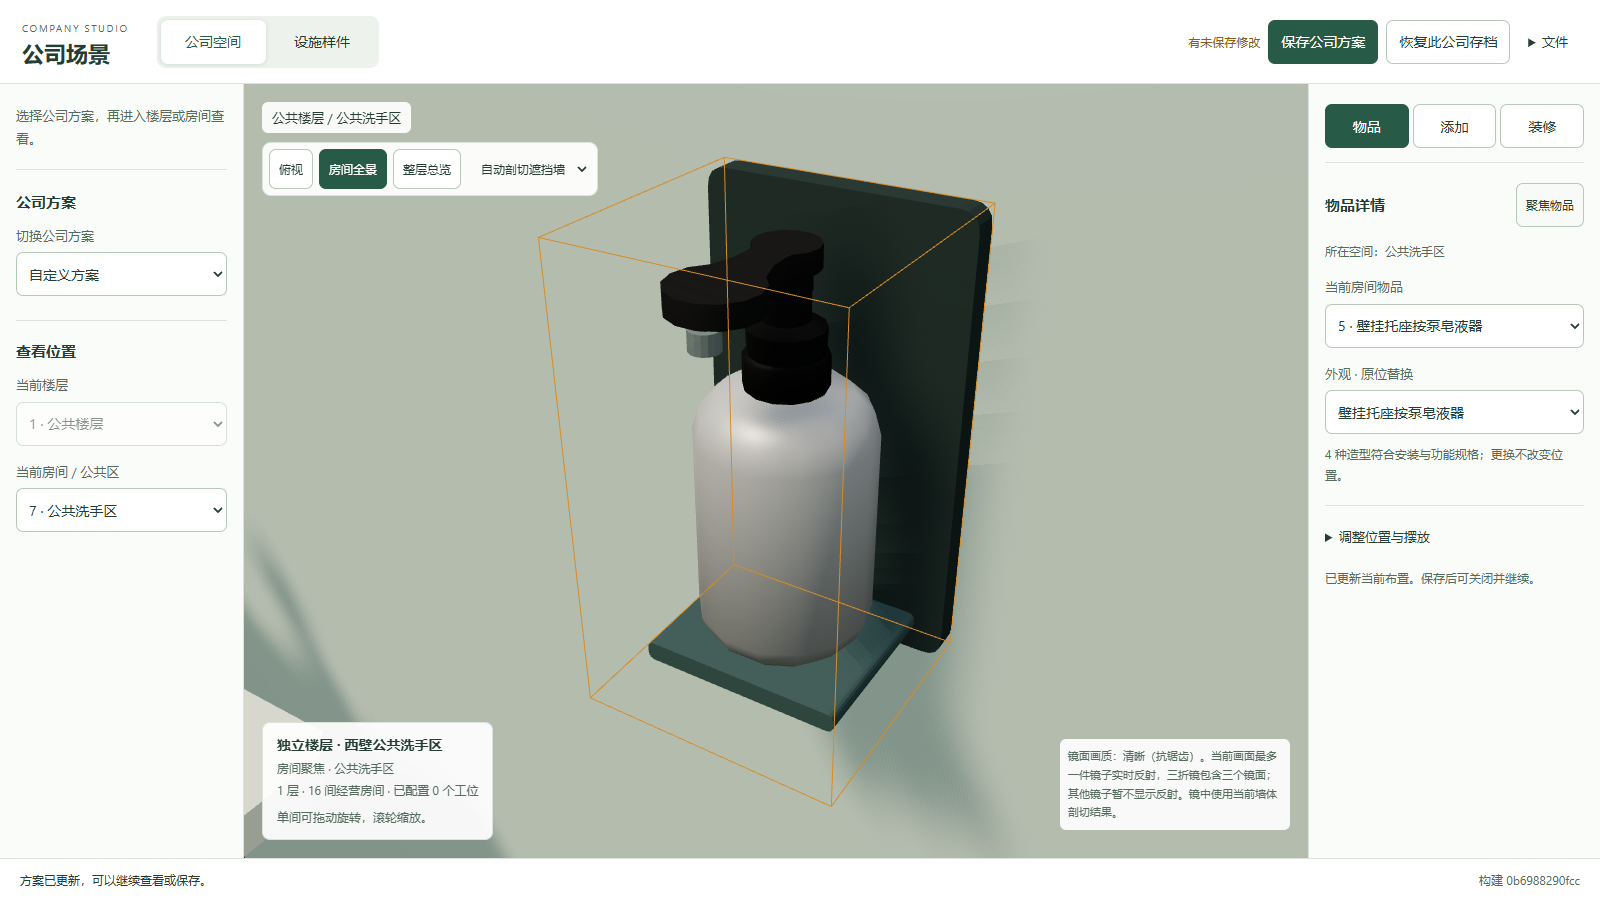 COMPANY STUDIO
公司场景
公司空间
设施样件
有未保存修改
保存公司方案
恢复此公司存档
▶ 文件
选择公司方案，再进入楼层或房间查
看。
公司方案
切换公司方案
自定义方案
查看位置
当前楼层
1 · 公共楼层
当前房间 / 公共区
7 · 公共洗手区
公共楼层 / 公共洗手区
俯视
房间全景
整层总览
自动剖切遮挡墙
独立楼层 · 西壁公共洗手区
房间聚焦 · 公共洗手区
1 层 · 16 间经营房间 · 已配置 0 个工位
单间可拖动旋转，滚轮缩放。
镜面画质：清晰（抗锯齿）。当前画面最多
一件镜子实时反射，三折镜包含三个镜面；
其他镜子暂不显示反射。镜中使用当前墙体
剖切结果。
物品
添加
装修
物品详情
聚焦物品
所在空间：公共洗手区
当前房间物品
5 · 壁挂托座按泵皂液器
外观 · 原位替换
壁挂托座按泵皂液器
4 种造型符合安装与功能规格；更换不改变位
置。
▶ 调整位置与摆放
已更新当前布置。保存后可关闭并继续。
方案已更新，可以继续查看或保存。
构建 0b6988290fcc